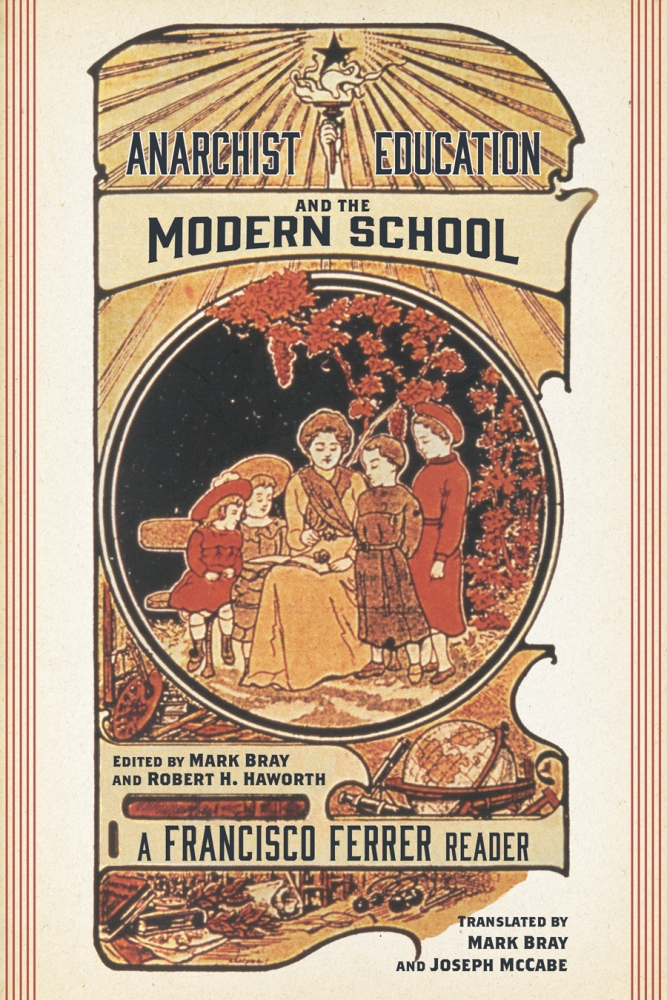 ANARCHIST EDUCATION
AND THE
MODERN SCHOOL
EDITED BY MARK BRAY
AND ROBERT H. HAWORTH
A FRANCISCO FERRER READER
TRANSLATED BY
MARK BRAY
AND JOSEPH MCCABE